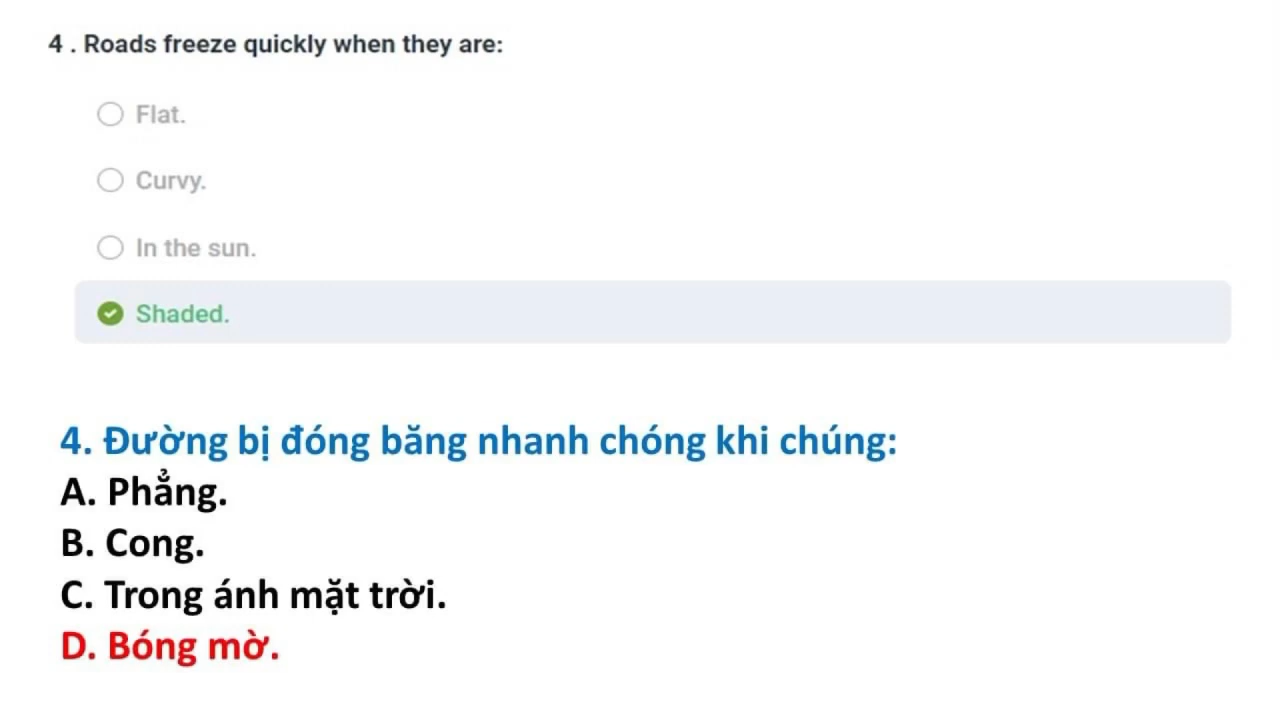 4 . Roads freeze quickly when they are:
Flat.
Curvy.
In the sun.
Shaded.
4. Đường bị đóng băng nhanh chóng khi chúng:
A. Phẳng.
B. Cong.
C. Trong ánh mặt trời.
D. Bóng mờ.